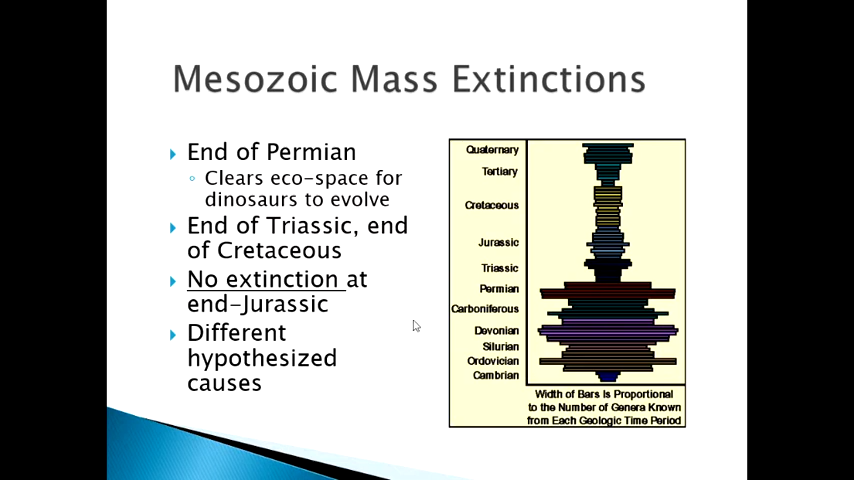 Mesozoic Mass Extinctions
End of Permian
Clears eco-space for
dinosaurs to evolve
End of Triassic, end
of Cretaceous
No extinction at
end-Jurassic
Different
hypothesized
causes
Quaternary
Tertiary
Cretaceous
Jurassic
Triassic
Permian
Carboniferous
Devonian
Silurian
Ordovician
Cambrian
Width of Bars Is Proportional
to the Number of Genera Known
from Each Geologic Time Period